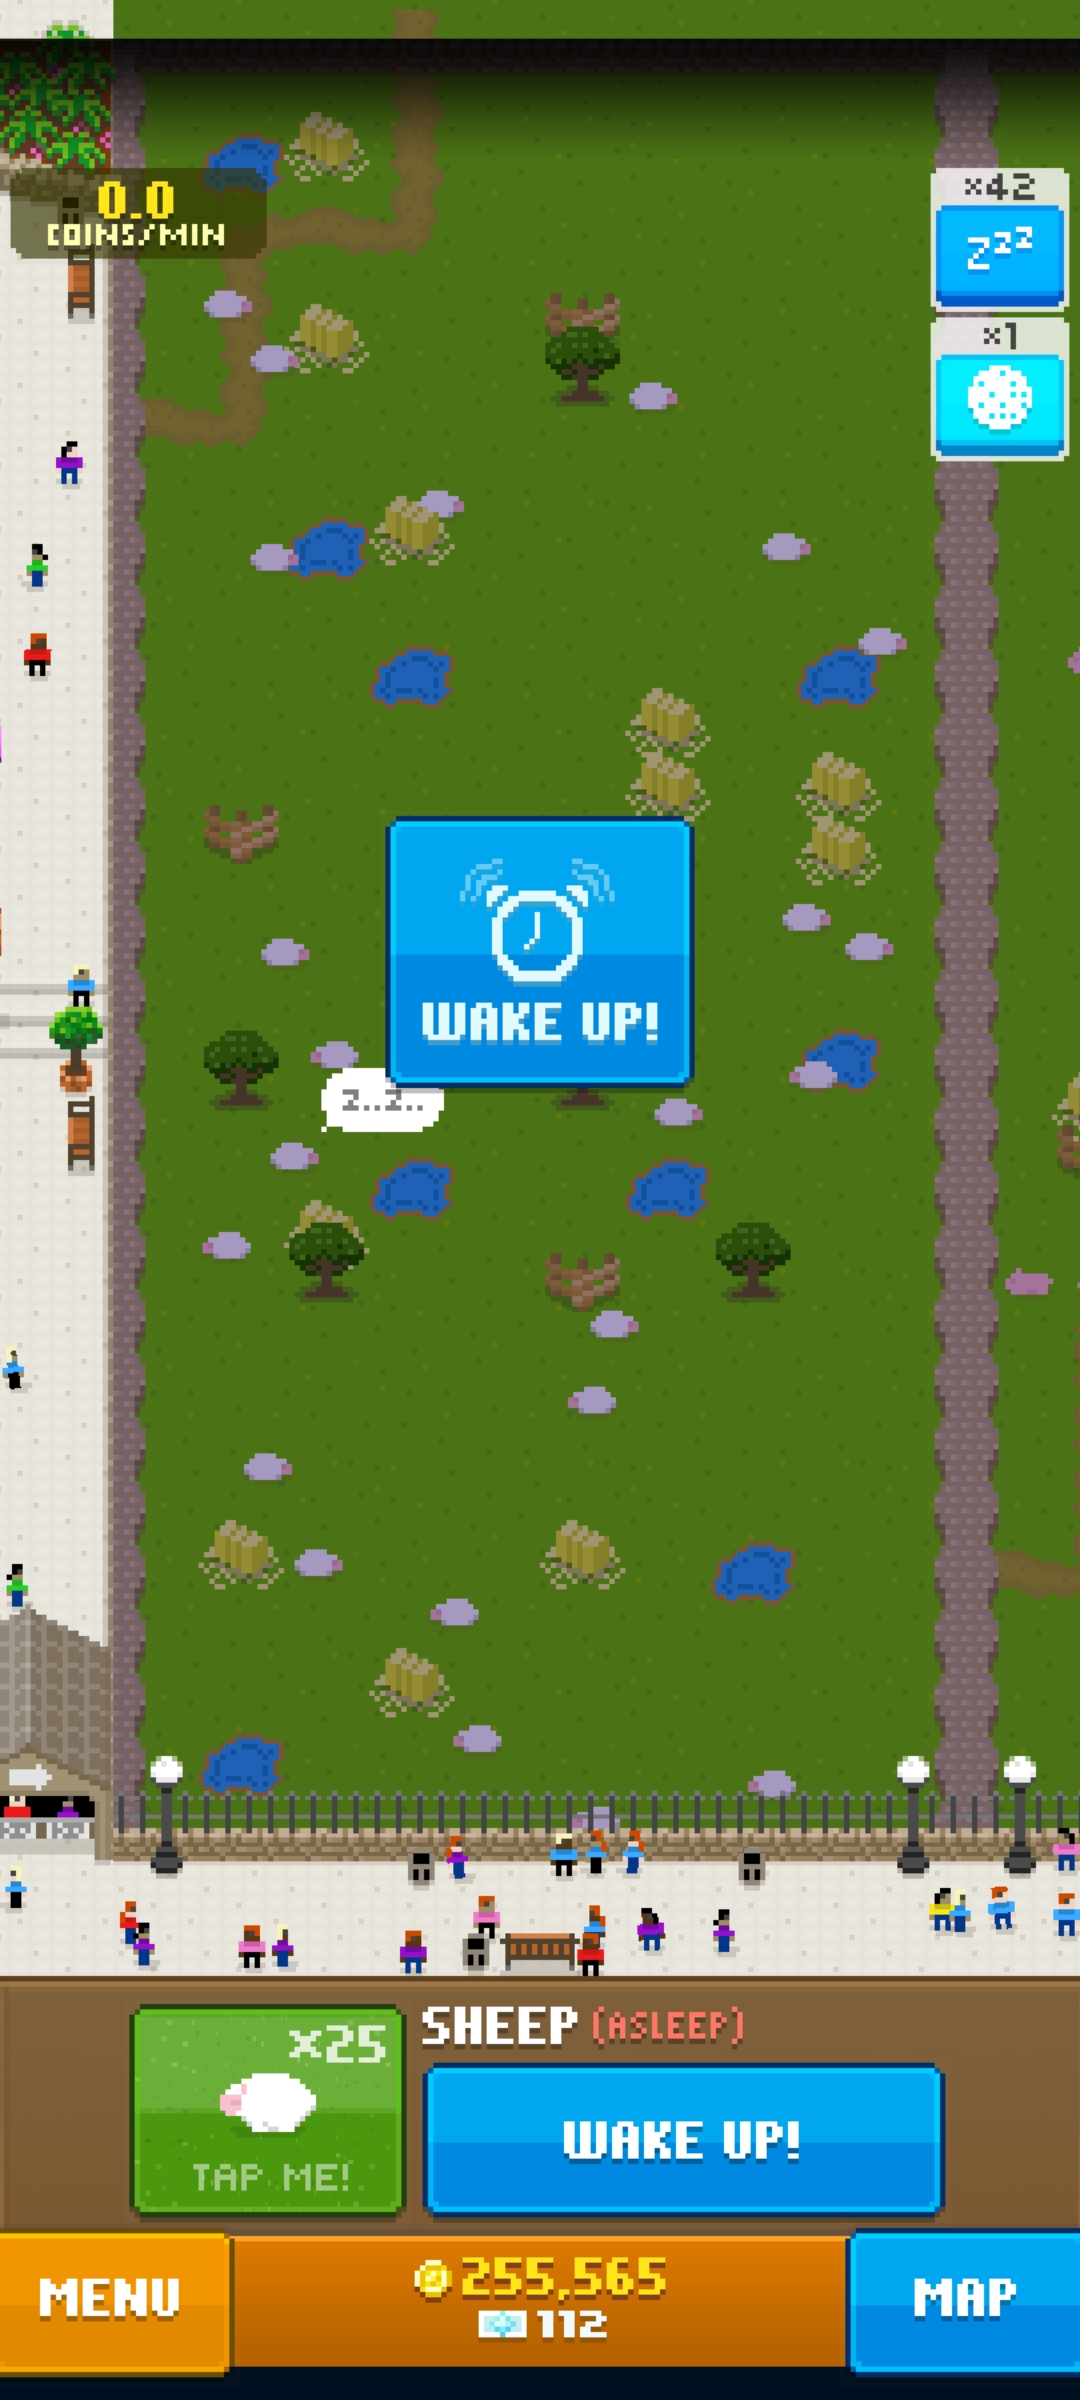 0.0
COINS/MIN
x42
zzz
x1
WAKE UP!
z..z..
x25
TAP ME!
SHEEP (ASLEEP)
WAKE UP!
MENU
255,565
112
MAP